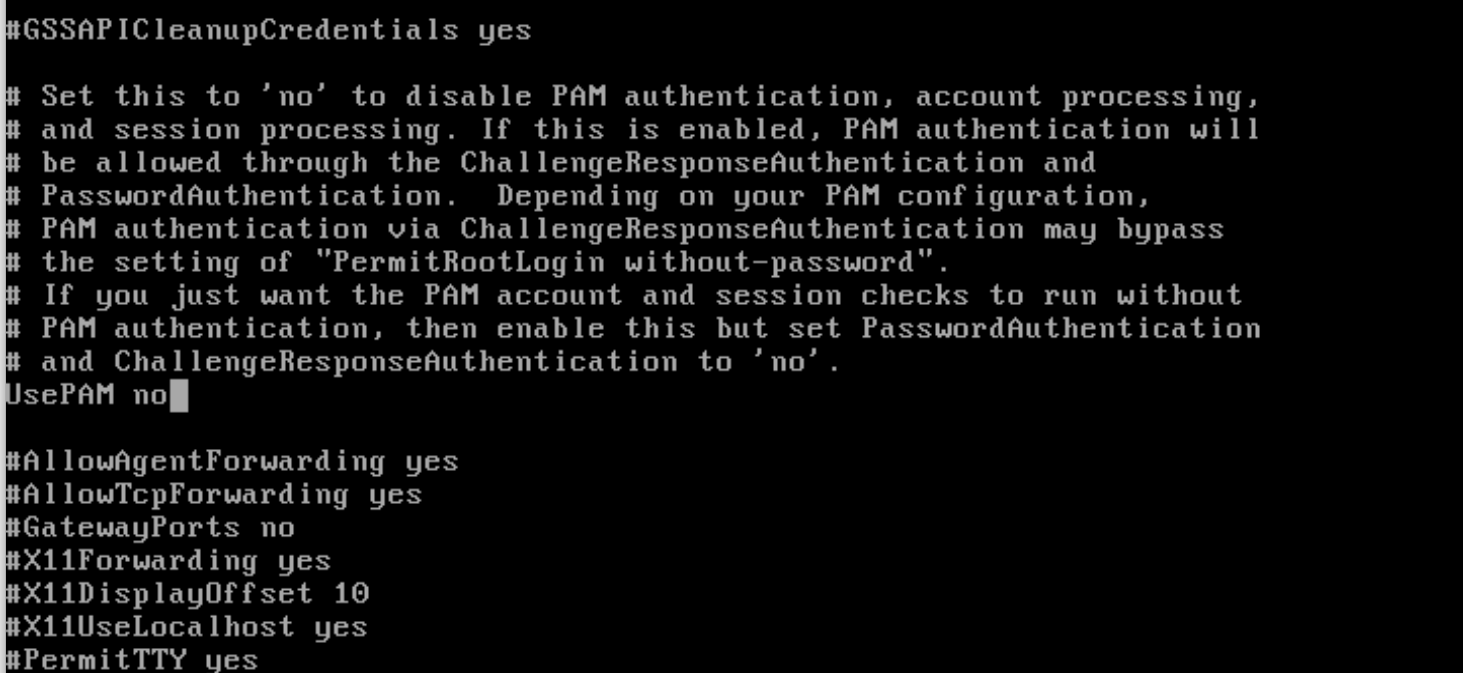 #GSSAPICleanupCredentials yes
# Set this to 'no' to disable PAM authentication, account processing,
# and session processing. If this is enabled, PAM authentication will
# be allowed through the ChallengeResponseAuthentication and
# PasswordAuthentication.  Depending on your PAM configuration,
# PAM authentication via ChallengeResponseAuthentication may bypass
# the setting of "PermitRootLogin without-password".
# If you just want the PAM account and session checks to run without
# PAM authentication, then enable this but set PasswordAuthentication
# and ChallengeResponseAuthentication to 'no'.
UsePAM no
#AllowAgentForwarding yes
#AllowTcpForwarding yes
#GatewayPorts no
#X11Forwarding yes
#X11DisplayOffset 10
#X11UseLocalhost yes
#PermitTTY yes